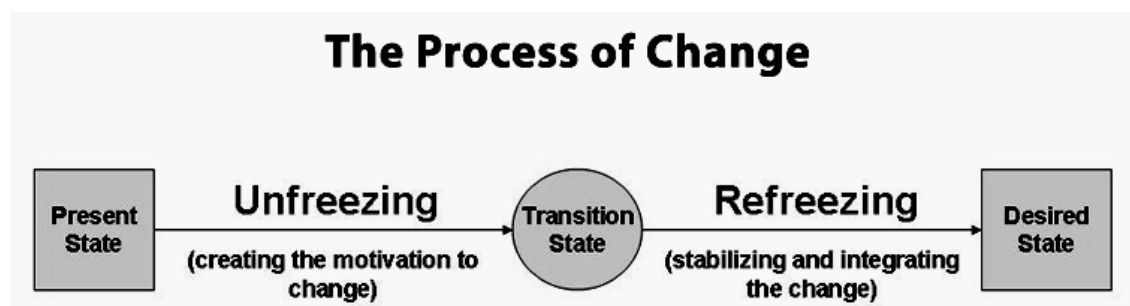 The Process of Change
Present
State
Unfreezing
(creating the motivation to
change)
Transition
State
Refreezing
(stabilizing and integrating
the change)
Desired
State